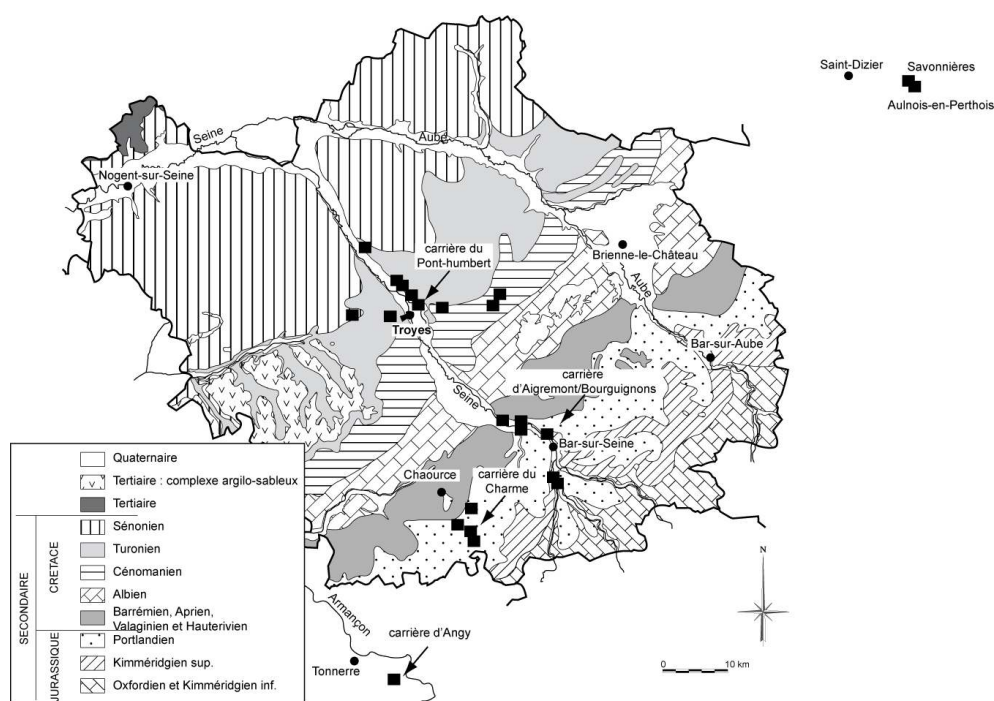 Saint-Dizier
Savonnières
Aulnois-en-Perthois
Seine
Aube
Nogent-sur-Seine
carrière du
Pont-humbert
Brienne-le-Château
Aube
Troyes
Bar-sur-Aube
carrière
d'Aigremont/Bourguignons
Seine
Bar-sur-Seine
Chaource
carrière du
Charme
Armançon
carrière d'Angy
Tonnerre
N
0
10 km
SECONDAIRE
CRETACE
JURASSIQUE
Quaternaire
Tertiaire : complexe argilo-sableux
Tertiaire
Sénonien
Turonien
Cénomanien
Albien
Barrémien, Aprien,
Valaginien et Hauterivien
Portlandien
Kimméridgien sup.
Oxfordien et Kimméridgien inf.